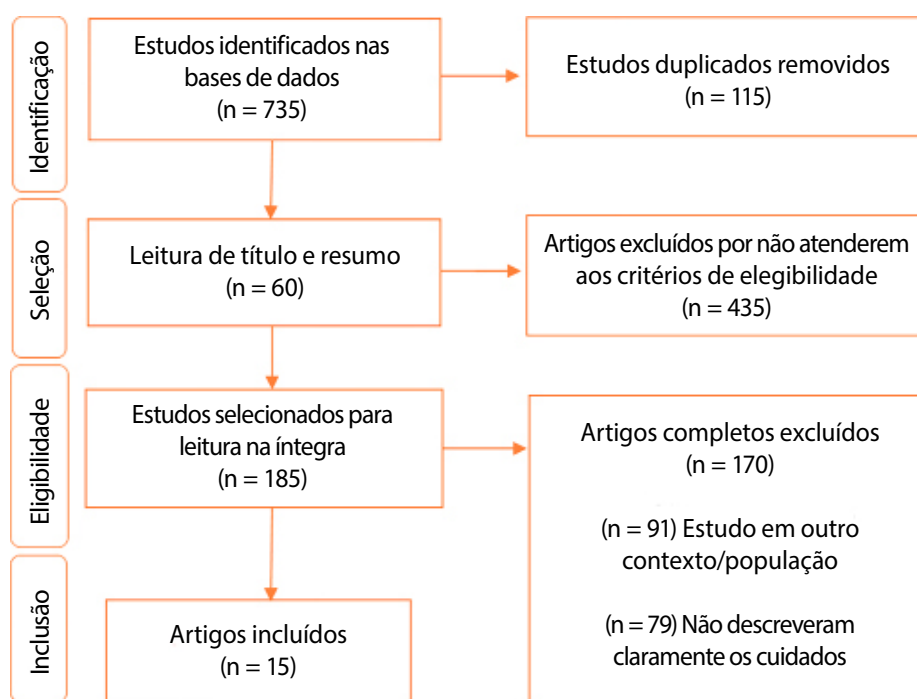 Identificação
Estudos identificados nas
bases de dados
(n = 735)
Estudos duplicados removidos
(n = 115)
Seleção
Leitura de título e resumo
(n = 60)
Artigos excluídos por não atenderem
aos critérios de elegibilidade
(n = 435)
Eligibilidade
Estudos selecionados para
leitura na íntegra
(n = 185)
Artigos completos excluídos
(n = 170)
(n = 91) Estudo em outro
contexto/população
(n = 79) Não descreveram
claramente os cuidados
Inclusão
Artigos incluídos
(n = 15)